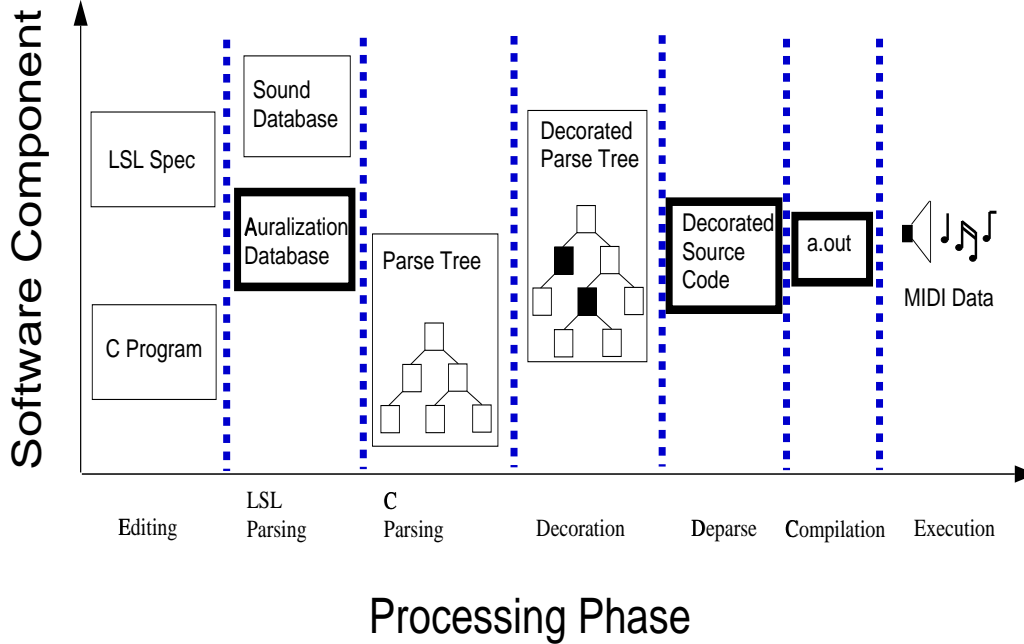 Software Component
LSL Spec
C Program
Sound
Database
Auralization
Database
Parse Tree
Decorated
Parse Tree
Decorated
Source
Code
a.out
MIDI Data
Editing
LSL
Parsing
C
Parsing
Decoration
Deparse
Compilation
Execution
Processing Phase